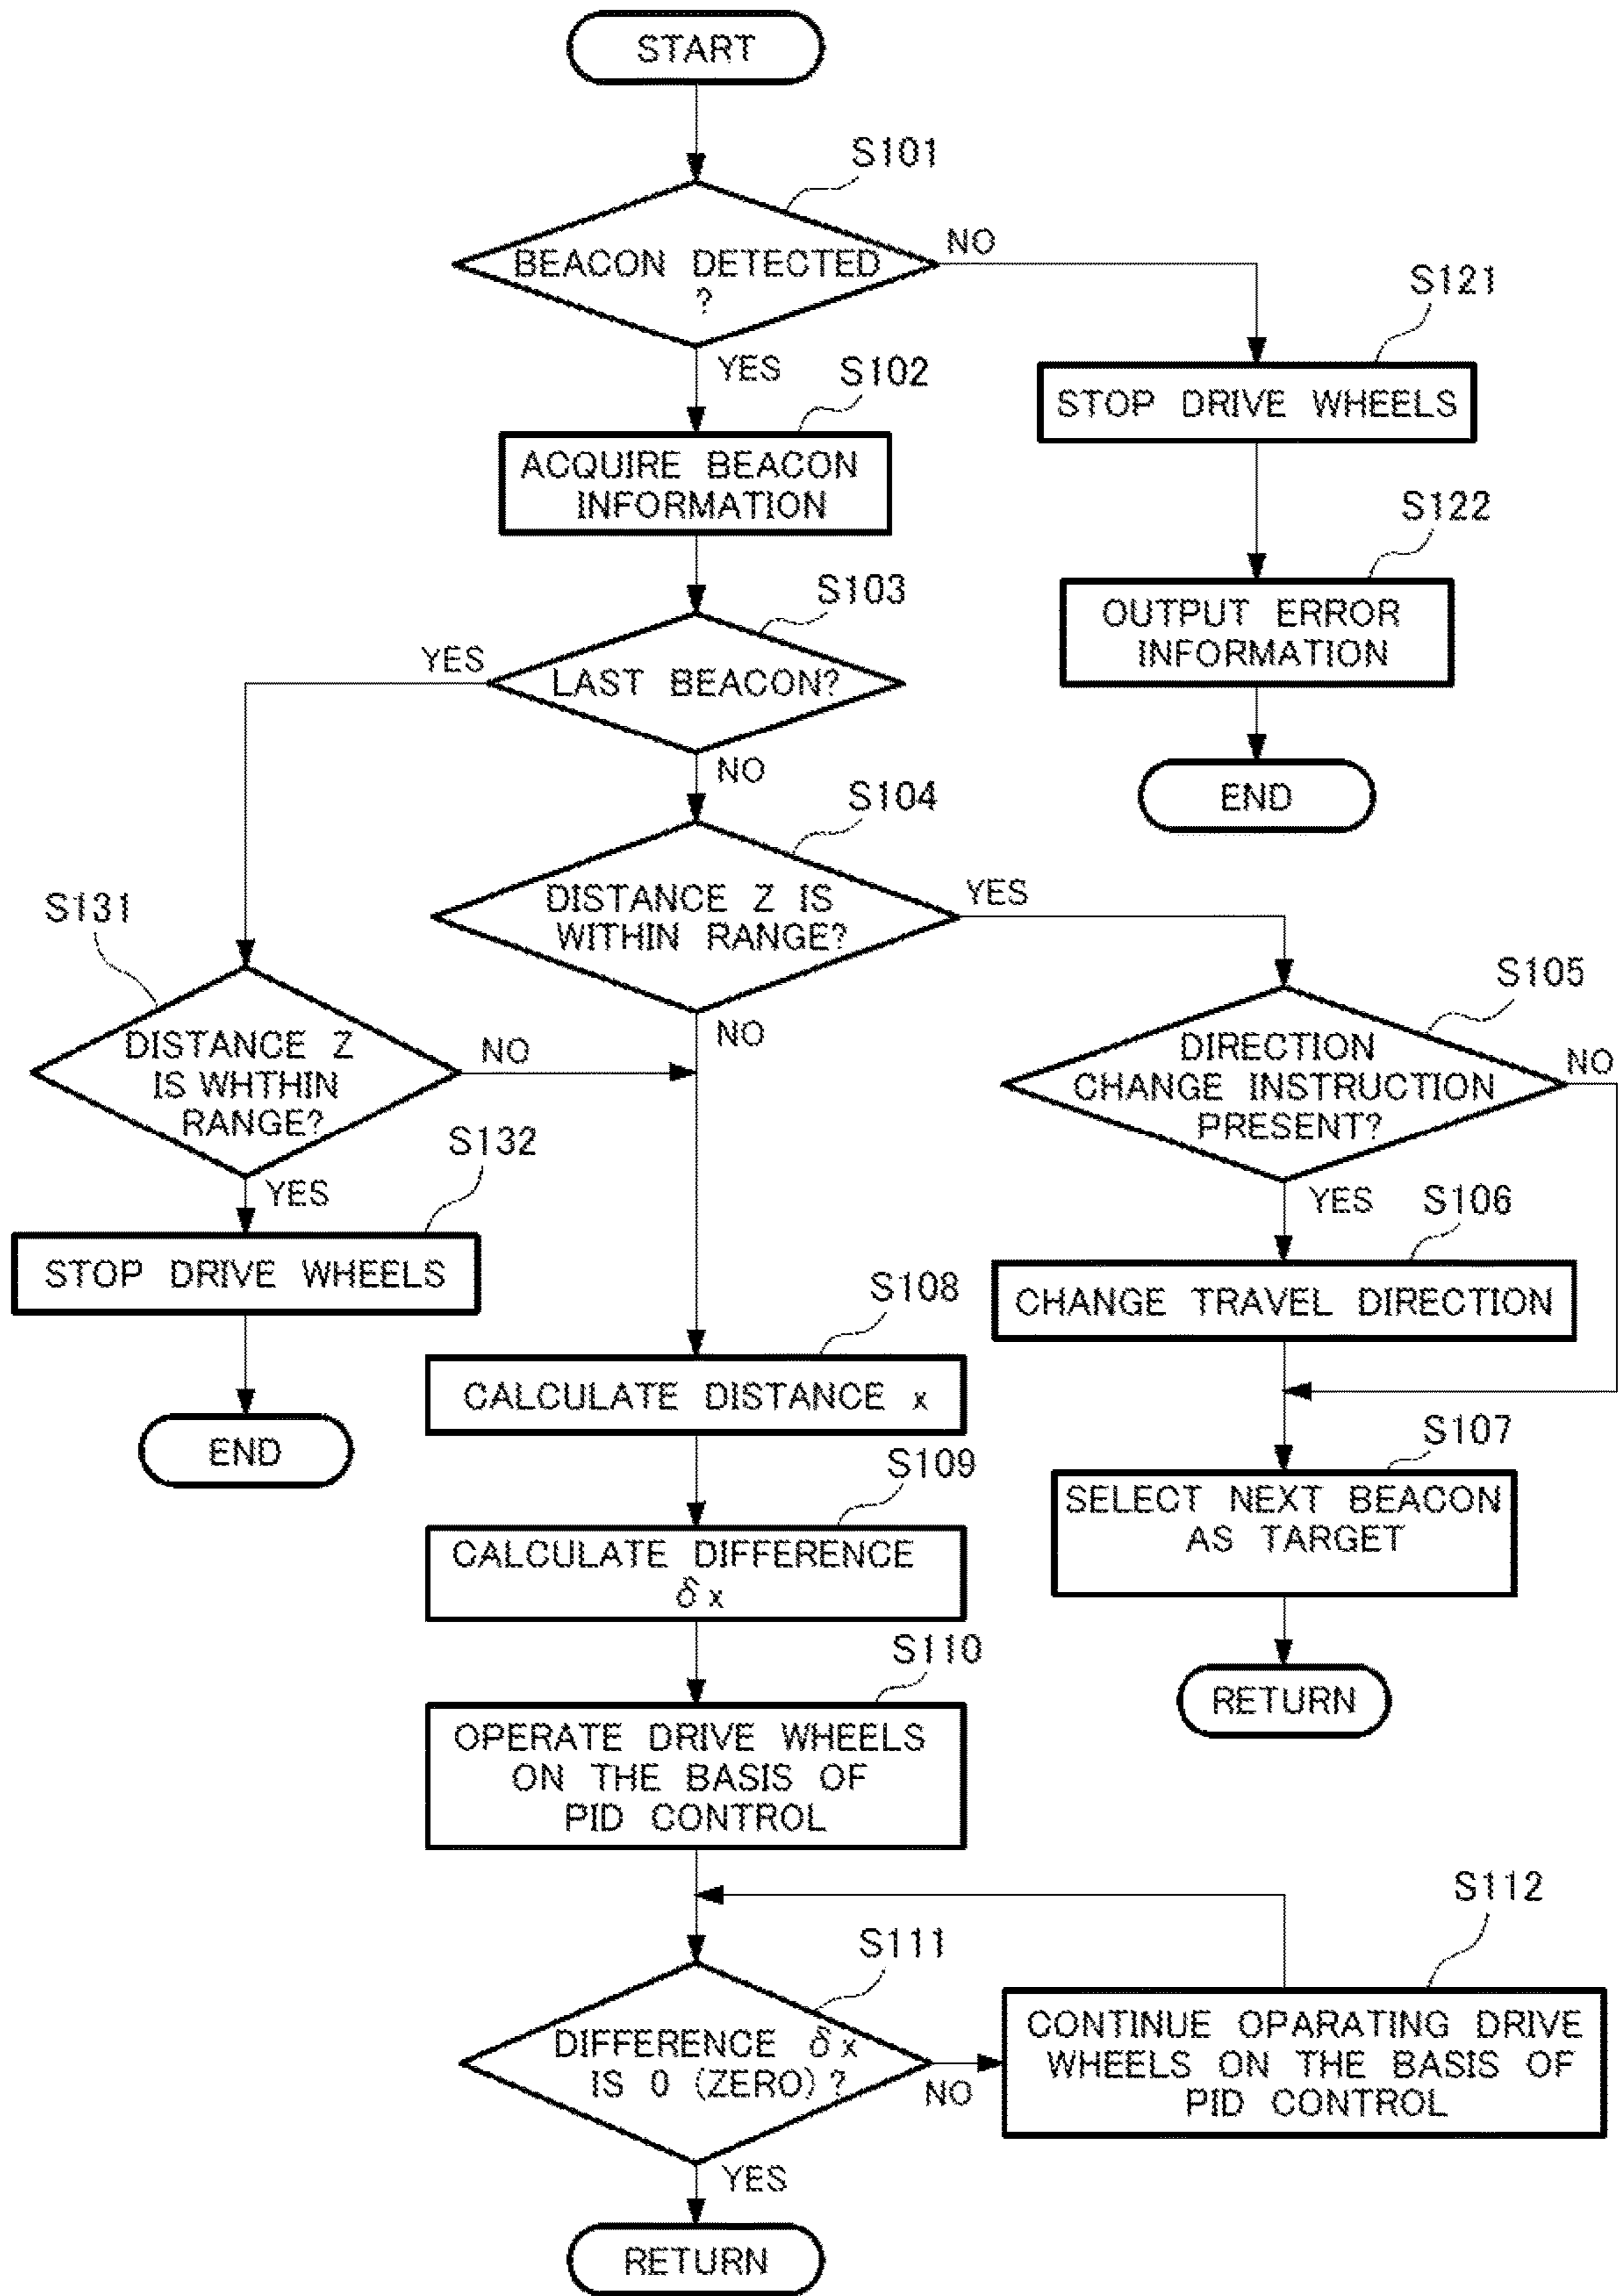 START
S101
BEACON DETECTED
?
NO
YES
S121
STOP DRIVE WHEELS
S102
ACQUIRE BEACON
INFORMATION
S122
OUTPUT ERROR
INFORMATION
END
S103
YES
LAST BEACON?
NO
S104
DISTANCE Z IS
WITHIN RANGE?
YES
NO
S131
DISTANCE Z
IS WHTHIN
RANGE?
NO
YES
S132
STOP DRIVE WHEELS
END
S105
DIRECTION
CHANGE INSTRUCTION
PRESENT?
NO
YES
S106
CHANGE TRAVEL DIRECTION
S107
SELECT NEXT BEACON
AS TARGET
RETURN
S108
CALCULATE DISTANCE x
S109
CALCULATE DIFFERENCE
δx
S110
OPERATE DRIVE WHEELS
ON THE BASIS OF
PID CONTROL
S111
DIFFERENCE δx
IS 0 (ZERO)?
NO
YES
S112
CONTINUE OPARATING DRIVE
WHEELS ON THE BASIS OF
PID CONTROL
RETURN